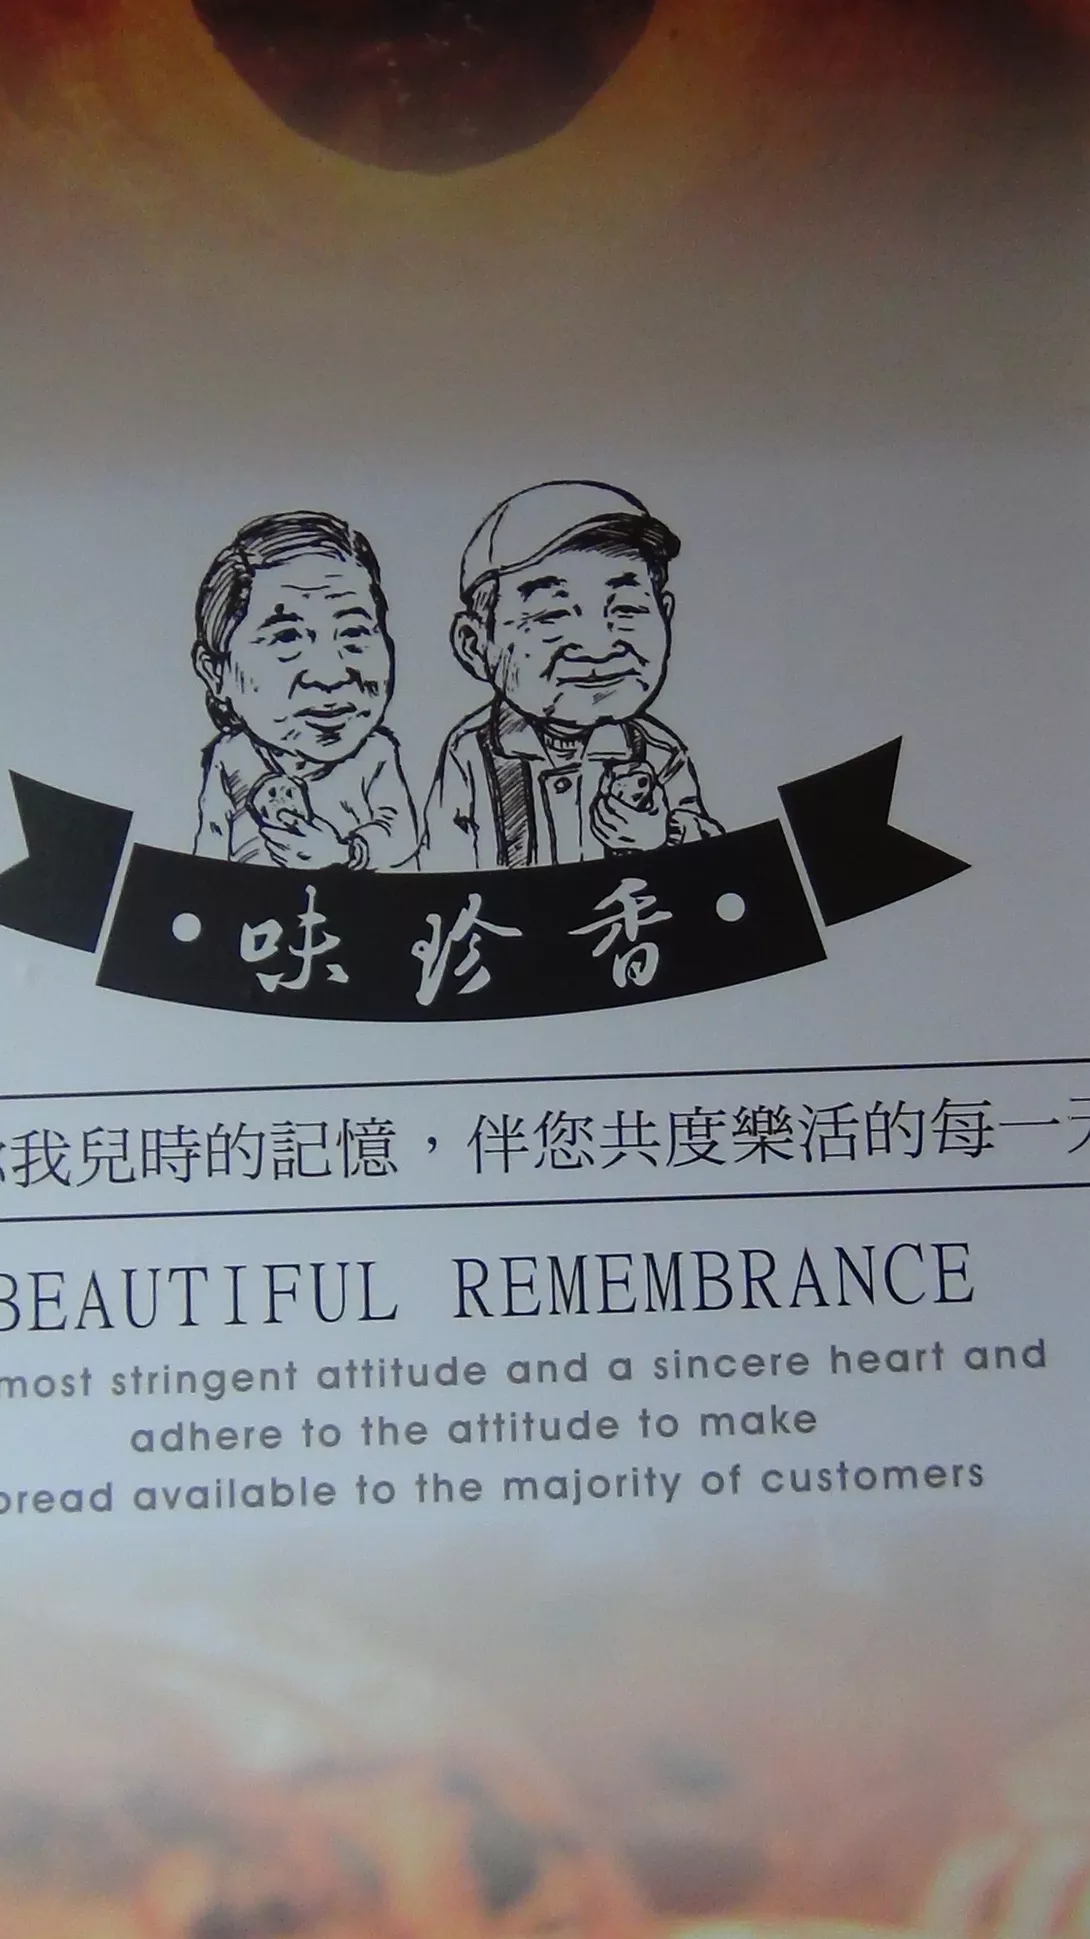 味珍香
我兒時的記憶，伴您共度樂活的每一天
BEAUTIFUL REMEMBRANCE
most stringent attitude and a sincere heart and
adhere to the attitude to make
bread available to the majority of customers